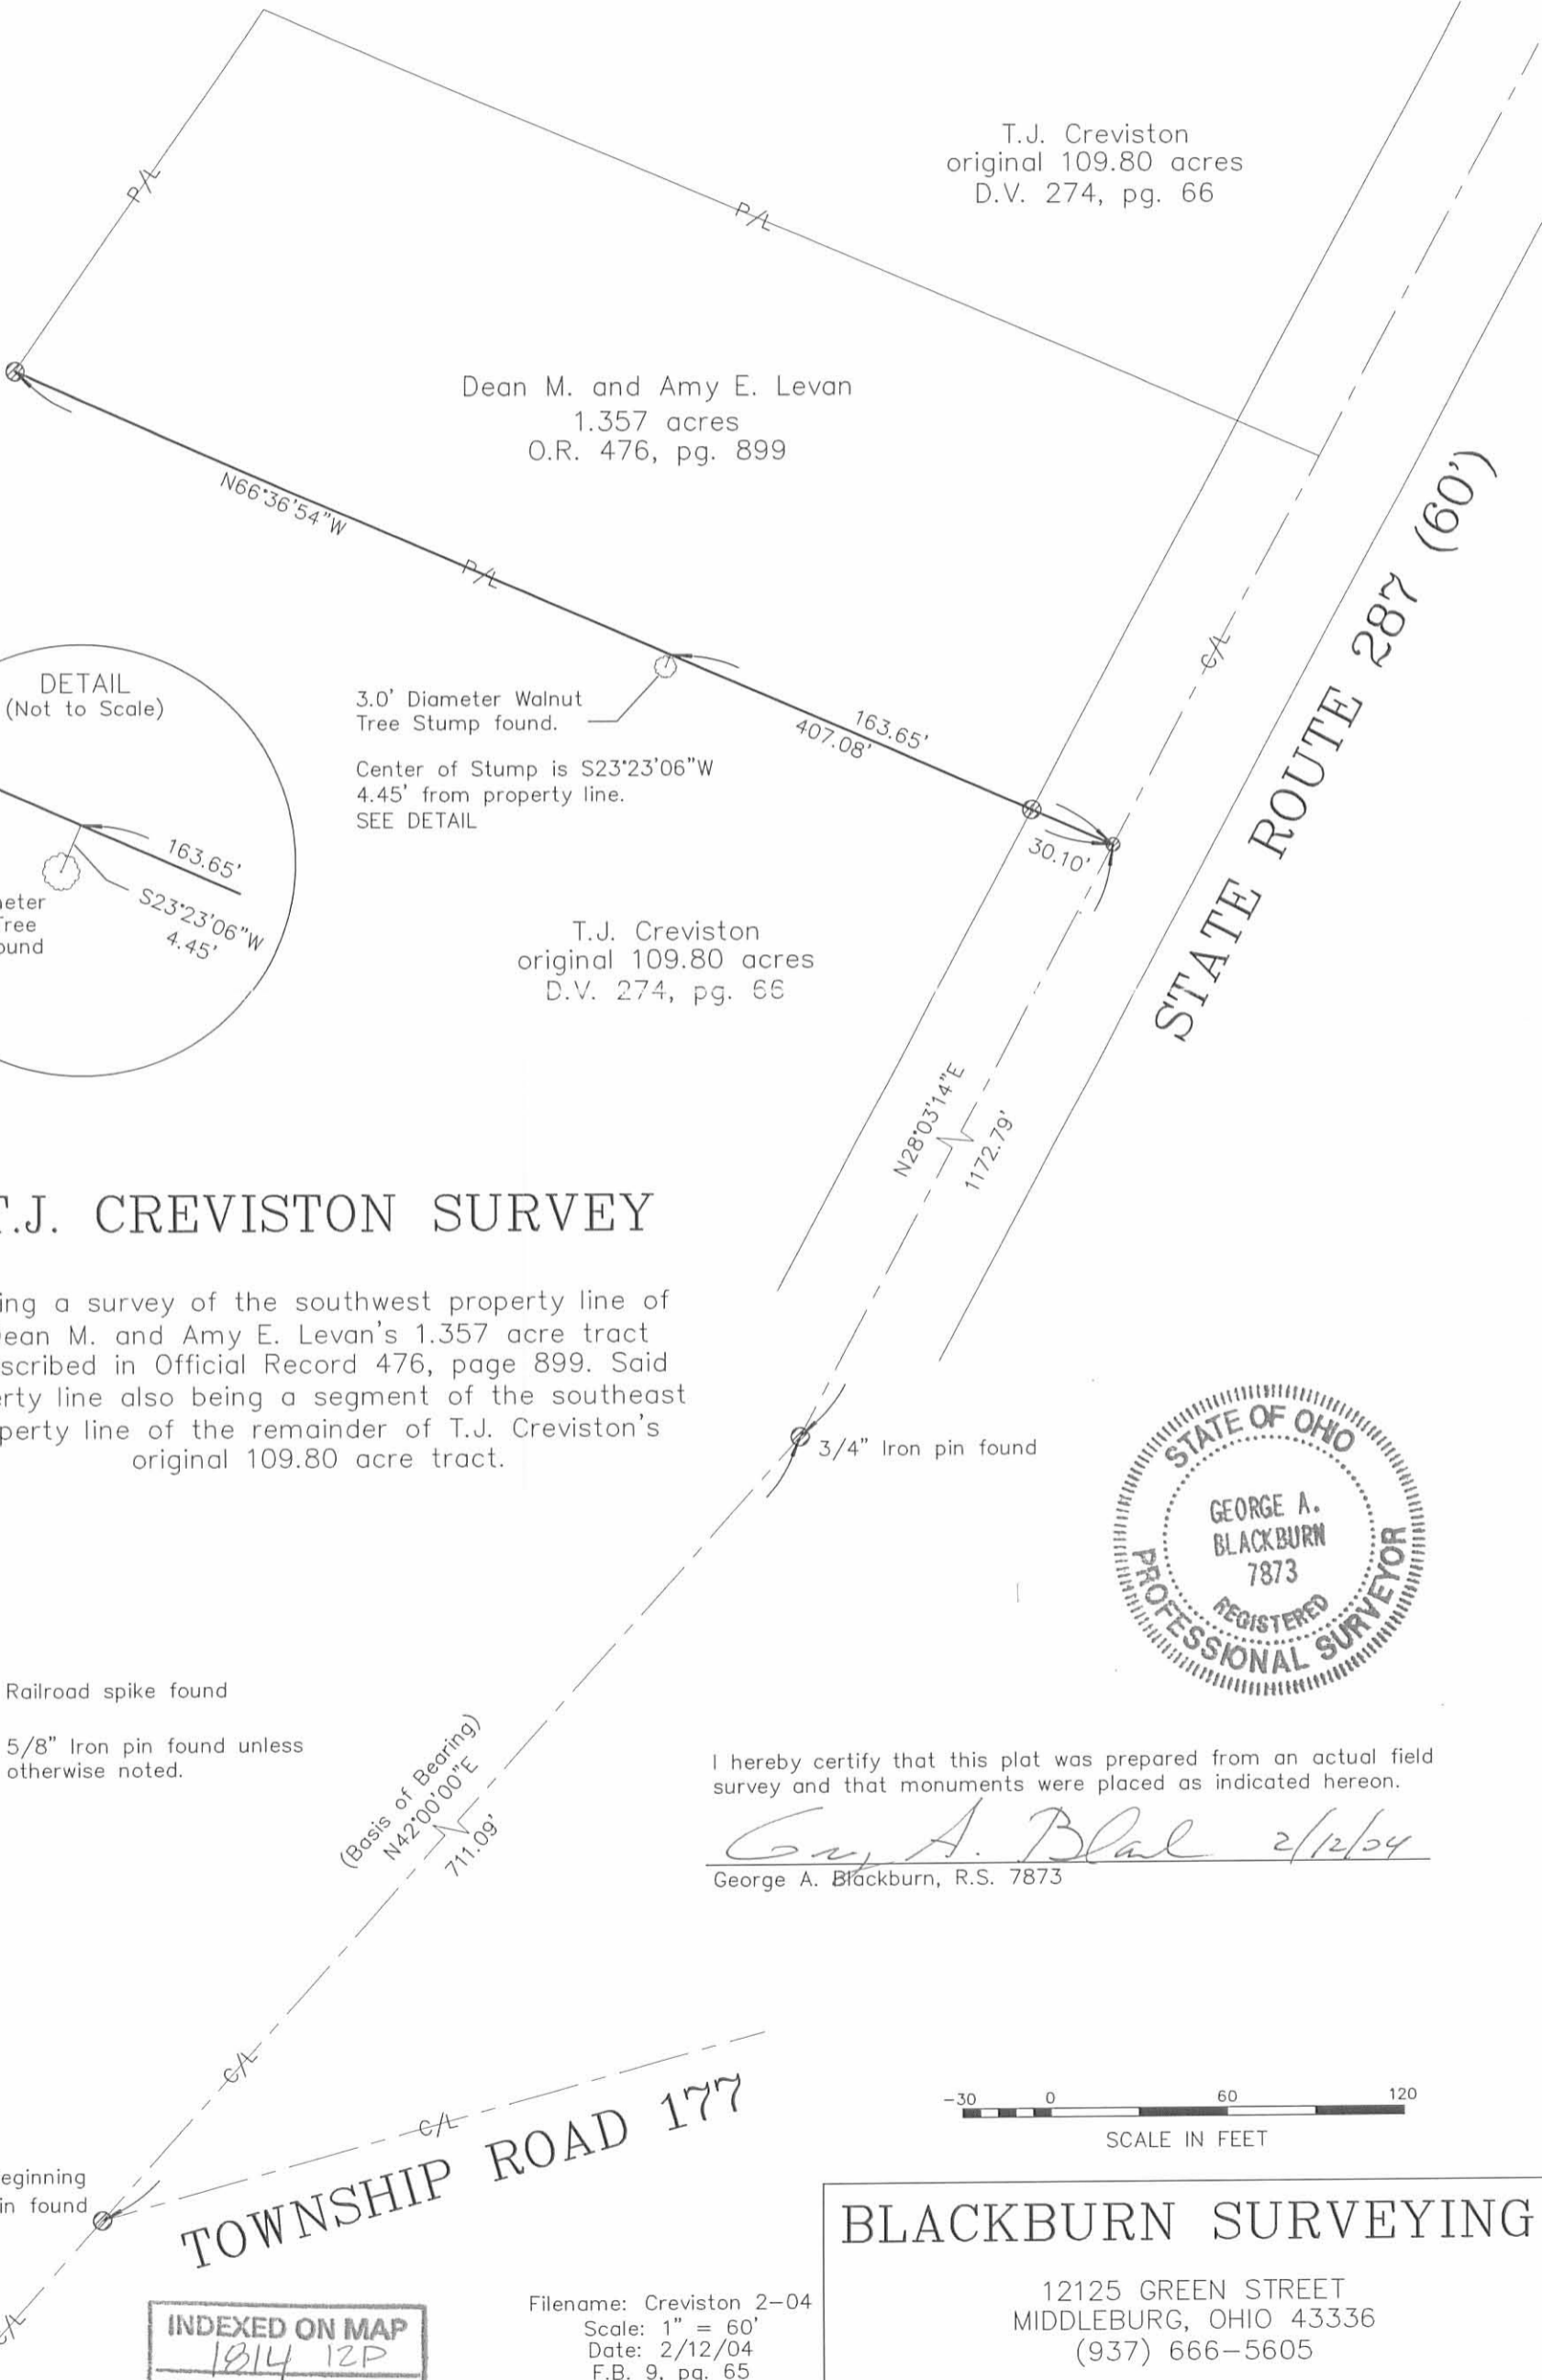 T.J. Creviston
original 109.80 acres
D.V. 274, pg. 66
P/L
P/L
Dean M. and Amy E. Levan
1.357 acres
O.R. 476, pg. 899
N66°36'54"W
P/L
STATE ROUTE 287 (60')
C/L
DETAIL
(Not to Scale)
163.65'
S23°23'06"W
4.45'
3.0' Diameter Walnut
Tree Stump found.
Center of Stump is S23°23'06"W
4.45' from property line.
SEE DETAIL
163.65'
407.08'
30.10'
T.J. Creviston
original 109.80 acres
D.V. 274, pg. 66
N28°03'14"E
1172.79'
T.J. CREVISTON SURVEY
a survey of the southwest property line of
Dean M. and Amy E. Levan's 1.357 acre tract
in Official Record 476, page 899. Said
line also being a segment of the southeast
line of the remainder of T.J. Creviston's
original 109.80 acre tract.
3/4" Iron pin found
STATE OF OHIO
GEORGE A.
BLACKBURN
7873
REGISTERED
PROFESSIONAL SURVEYOR
Railroad spike found
5/8" Iron pin found unless
otherwise noted.
(Basis of Bearing)
N42°00'00"E
711.09'
I hereby certify that this plat was prepared from an actual field
survey and that monuments were placed as indicated hereon.
2/12/04
George A. Blackburn, R.S. 7873
C/L
C/L
TOWNSHIP ROAD 177
-30 0 60 120
SCALE IN FEET
found
C/L
INDEXED ON MAP
1814 12P
Filename: Creviston 2-04
Scale: 1" = 60'
Date: 2/12/04
F.B. 9, pg. 65
BLACKBURN SURVEYING
12125 GREEN STREET
MIDDLEBURG, OHIO 43336
(937) 666-5605